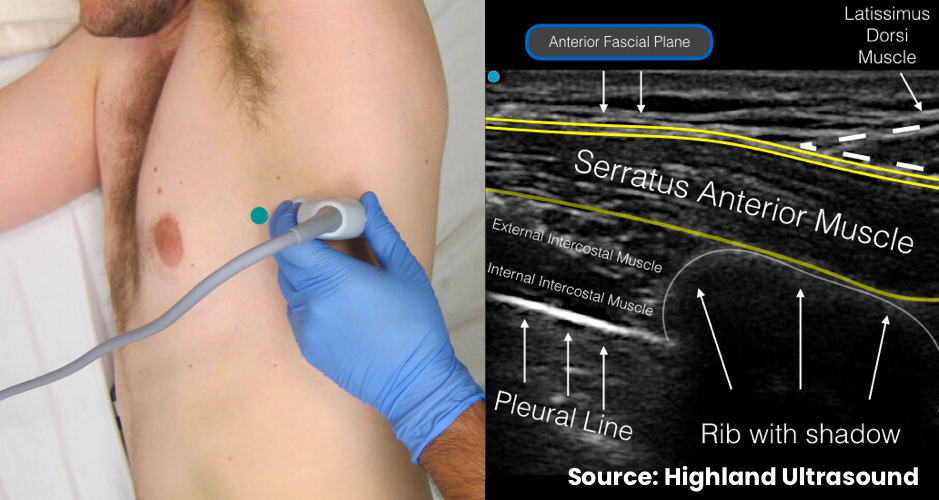 Anterior Fascial Plane
Latissimus
Dorsi
Muscle
Serratus Anterior Muscle
External Intercostal Muscle
Internal Intercostal Muscle
Pleural Line
Rib with shadow
Source: Highland Ultrasound